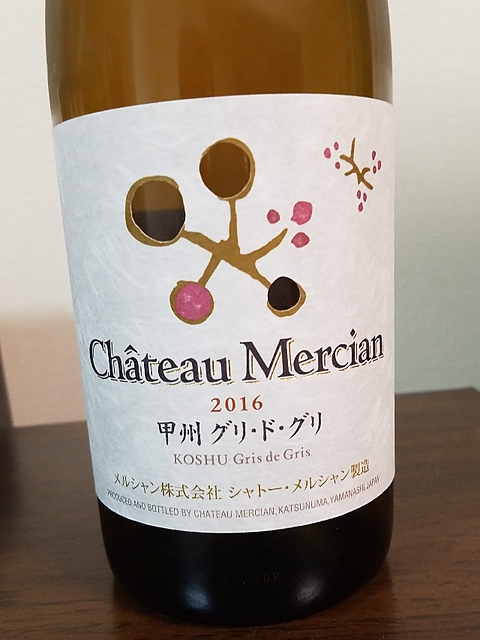 Château Mercian
2016
甲州 グリ・ド・グリ
KOSHU Gris de Gris
メルシャン株式会社 シャトー・メルシャン製造
PRODUCED AND BOTTLED BY CHATEAU MERCIAN, KATSUNUMA, YAMANASHI, JAPAN